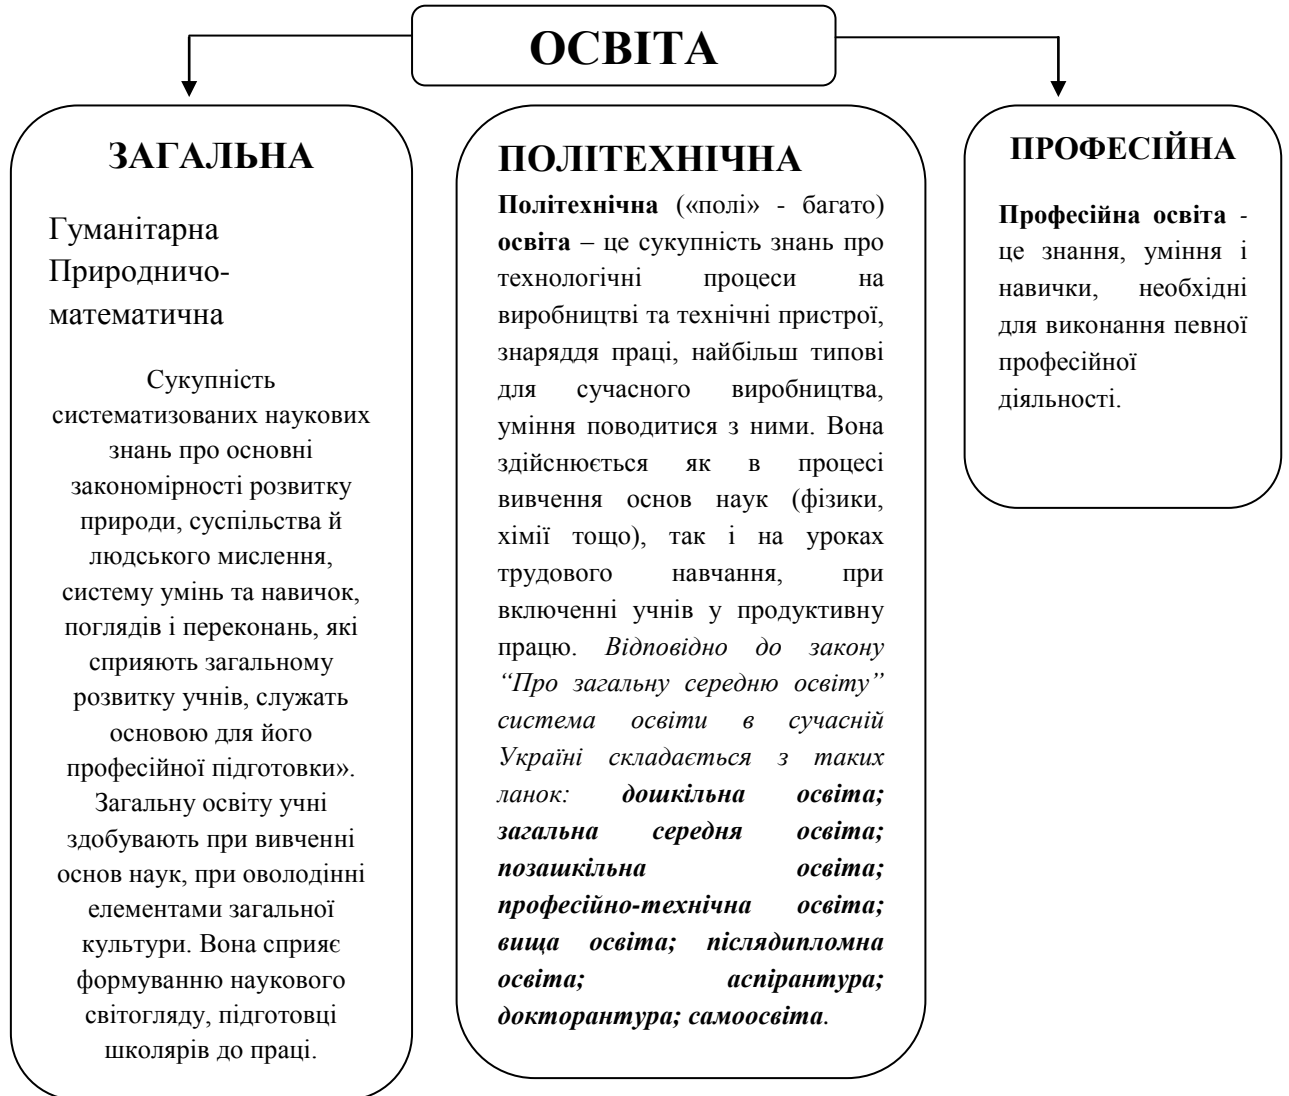 ОСВІТА
ЗАГАЛЬНА
Гуманітарна
Природничо-
математична
Сукупність
систематизованих наукових
знань про основні
закономірності розвитку
природи, суспільства й
людського мислення,
систему умінь та навичок,
поглядів і переконань, які
сприяють загальному
розвитку учнів, служать
основою для його
професійної підготовки».
Загальну освіту учні
здобувають при вивченні
основ наук, при оволодінні
елементами загальної
культури. Вона сприяє
формуванню наукового
світогляду, підготовці
школярів до праці.
ПОЛІТЕХНІЧНА
Політехнічна («полі» - багато)
освіта – це сукупність знань про
технологічні процеси на
виробництві та технічні пристрої,
знаряддя праці, найбільш типові
для сучасного виробництва,
уміння поводитися з ними. Вона
здійснюється як в процесі
вивчення основ наук (фізики,
хімії тощо), так і на уроках
трудового навчання, при
включенні учнів у продуктивну
працю. Відповідно до закону
“Про загальну середню освіту”
система освіти в сучасній
Україні складається з таких
ланок: дошкільна освіта;
загальна середня освіта;
позашкільна освіта;
професійно-технічна освіта;
вища освіта; післядипломна
освіта; аспірантура;
докторантура; самоосвіта.
ПРОФЕСІЙНА
Професійна освіта -
це знання, уміння і
навички, необхідні
для виконання певної
професійної
діяльності.